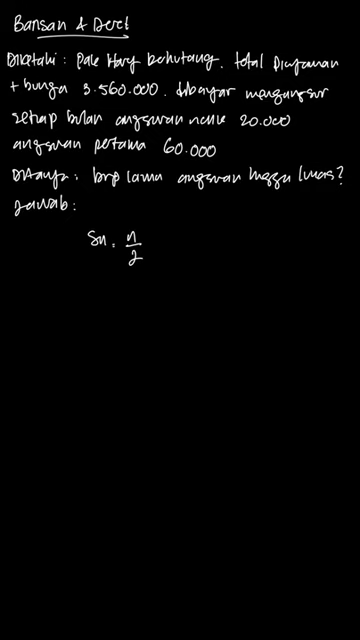 Barisan & Deret
Diketahui : Pak Hary berhutang, total pinjaman
+ bunga 3.560.000. dibayar mengangsur
setiap bulan angsuran naik 20.000
angsuran pertama 60.000
Ditanya : brp lama angsuran hingga lunas?
Jawab :
Sn = n/2